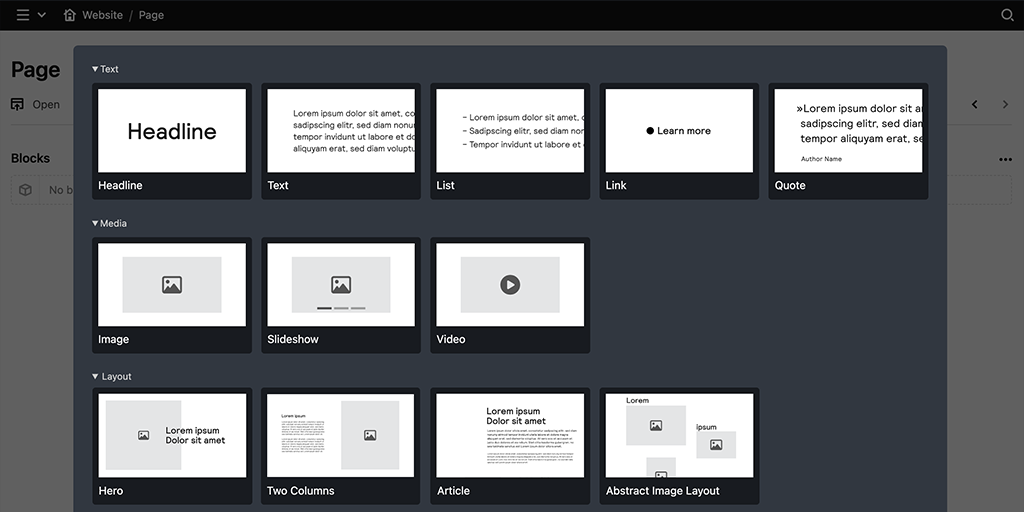 Website / Page
Page
Open
Blocks
No b
Text
Headline
Headline
Lorem ipsum dolor sit amet, co
sadipscing elitr, sed diam nonu
tempor invidunt ut labore et do
aliquyam erat, sed diam voluptu
Text
– Lorem ipsum dolor sit amet, c
– Sadipscing elitr, sed diam nor
– Tempor invidunt ut labore et
List
Learn more
Link
»Lorem ipsum dolor sit ar
sadipscing elitr, sed diam
tempor aliquyam erat, se
Author Name
Quote
Media
Image
Slideshow
Video
Layout
Lorem ipsum
Dolor sit amet
Hero
Lorem ipsum
Two Columns
Lorem ipsum
Dolor sit amet
Article
Lorem
ipsum
Abstract Image Layout